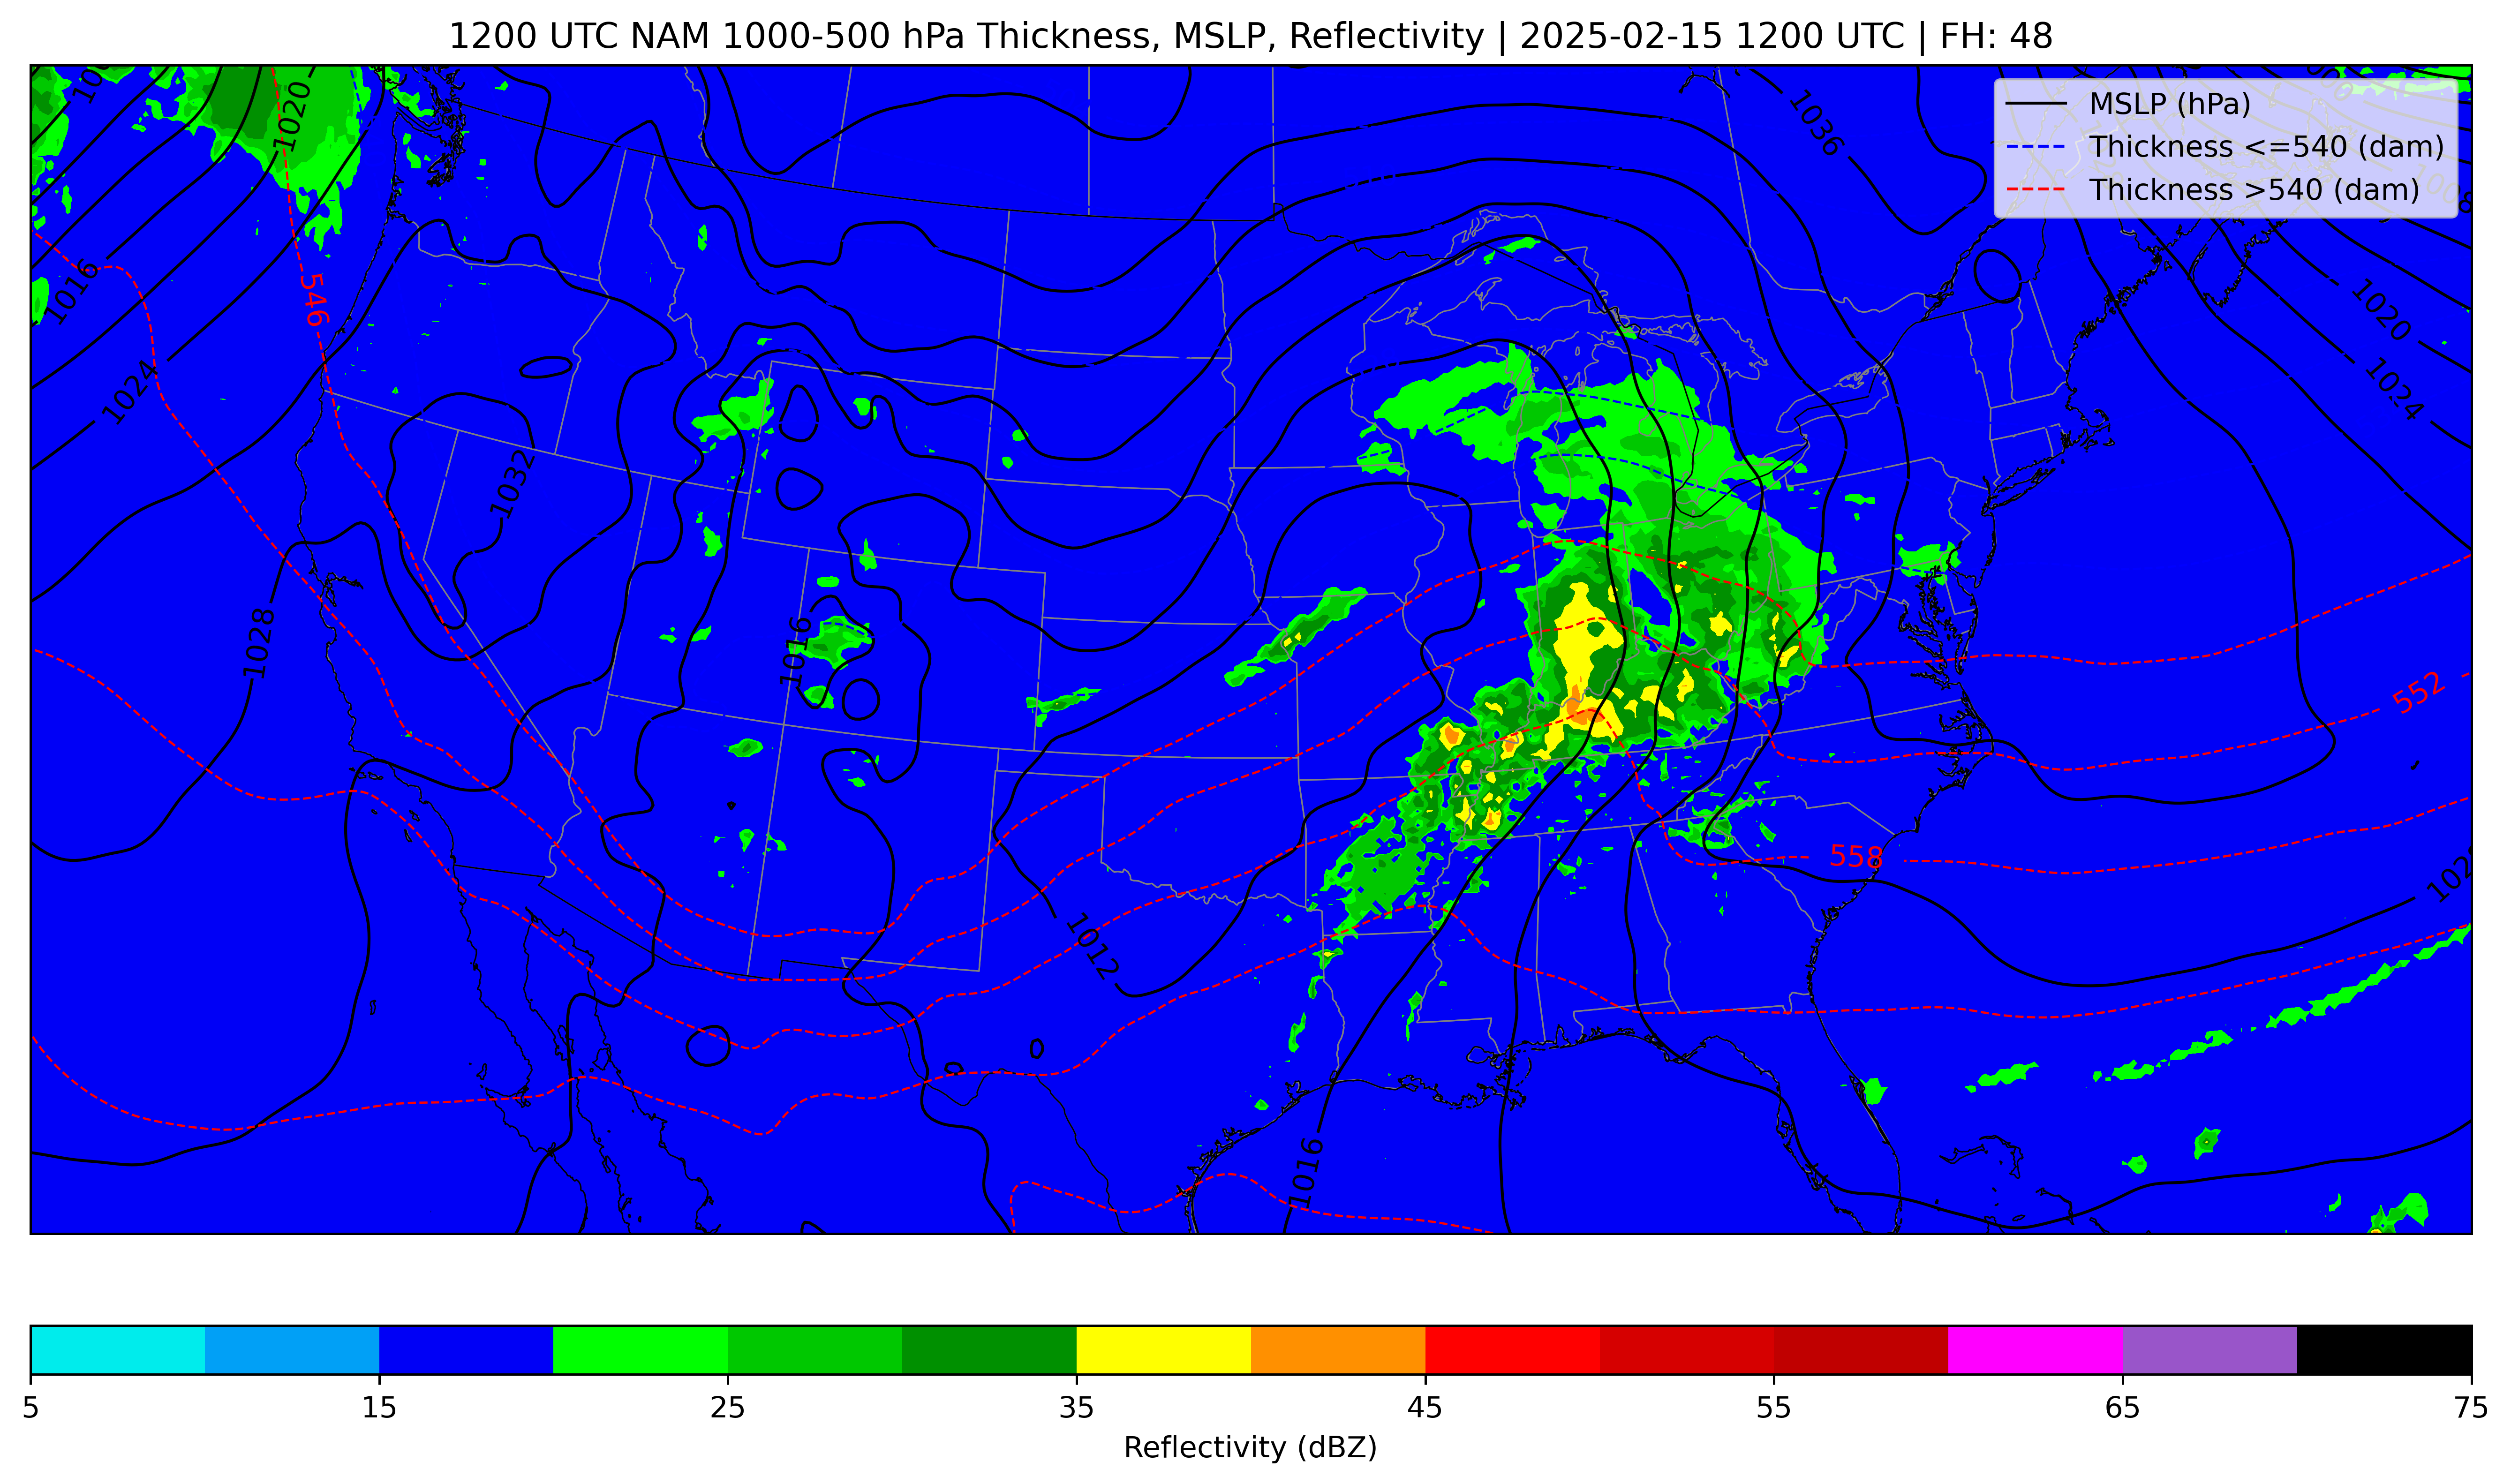 1200 UTC NAM 1000-500 hPa Thickness, MSLP, Reflectivity | 2025-02-15 1200 UTC | FH: 48
MSLP (hPa)
Thickness <=540 (dam)
Thickness >540 (dam)
1020
1036
1008
1016
546
1020
1024
1024
1032
1028
1016
552
558
1012
1016
5 15 25 35 45 55 65 75
Reflectivity (dBZ)